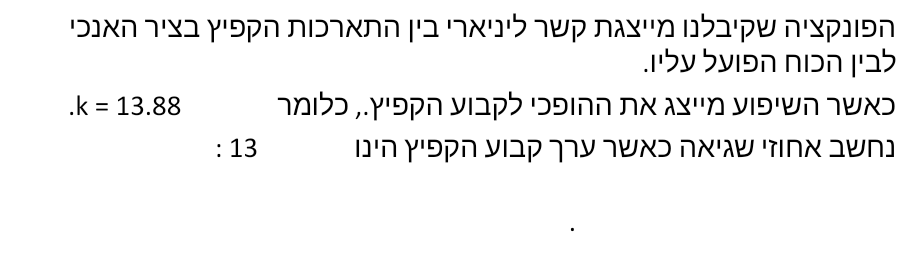 הפונקציה שקיבלנו מייצגת קשר ליניארי בין התארכות הקפיץ בציר האנכי
לבין הכוח הפועל עליו.
כאשר השיפוע מייצג את ההופכי לקבוע הקפיץ.,, כלומר k = 13.88.
נחשב אחוזי שגיאה כאשר ערך קבוע הקפיץ הינו 13 :
.